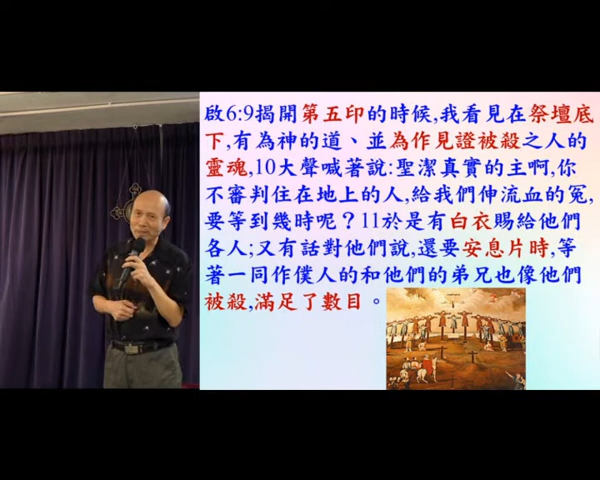 啟6:9揭開第五印的時候,我看見在祭壇底
下,有為神的道、並為作見證被殺之人的
靈魂,10大聲喊著說:聖潔真實的主啊,你
不審判住在地上的人,給我們伸流血的冤,
要等到幾時呢？11於是有白衣賜給他們
各人;又有話對他們說,還要安息片時,等
著一同作僕人的和他們的弟兄也像他們
被殺,滿足了數目。